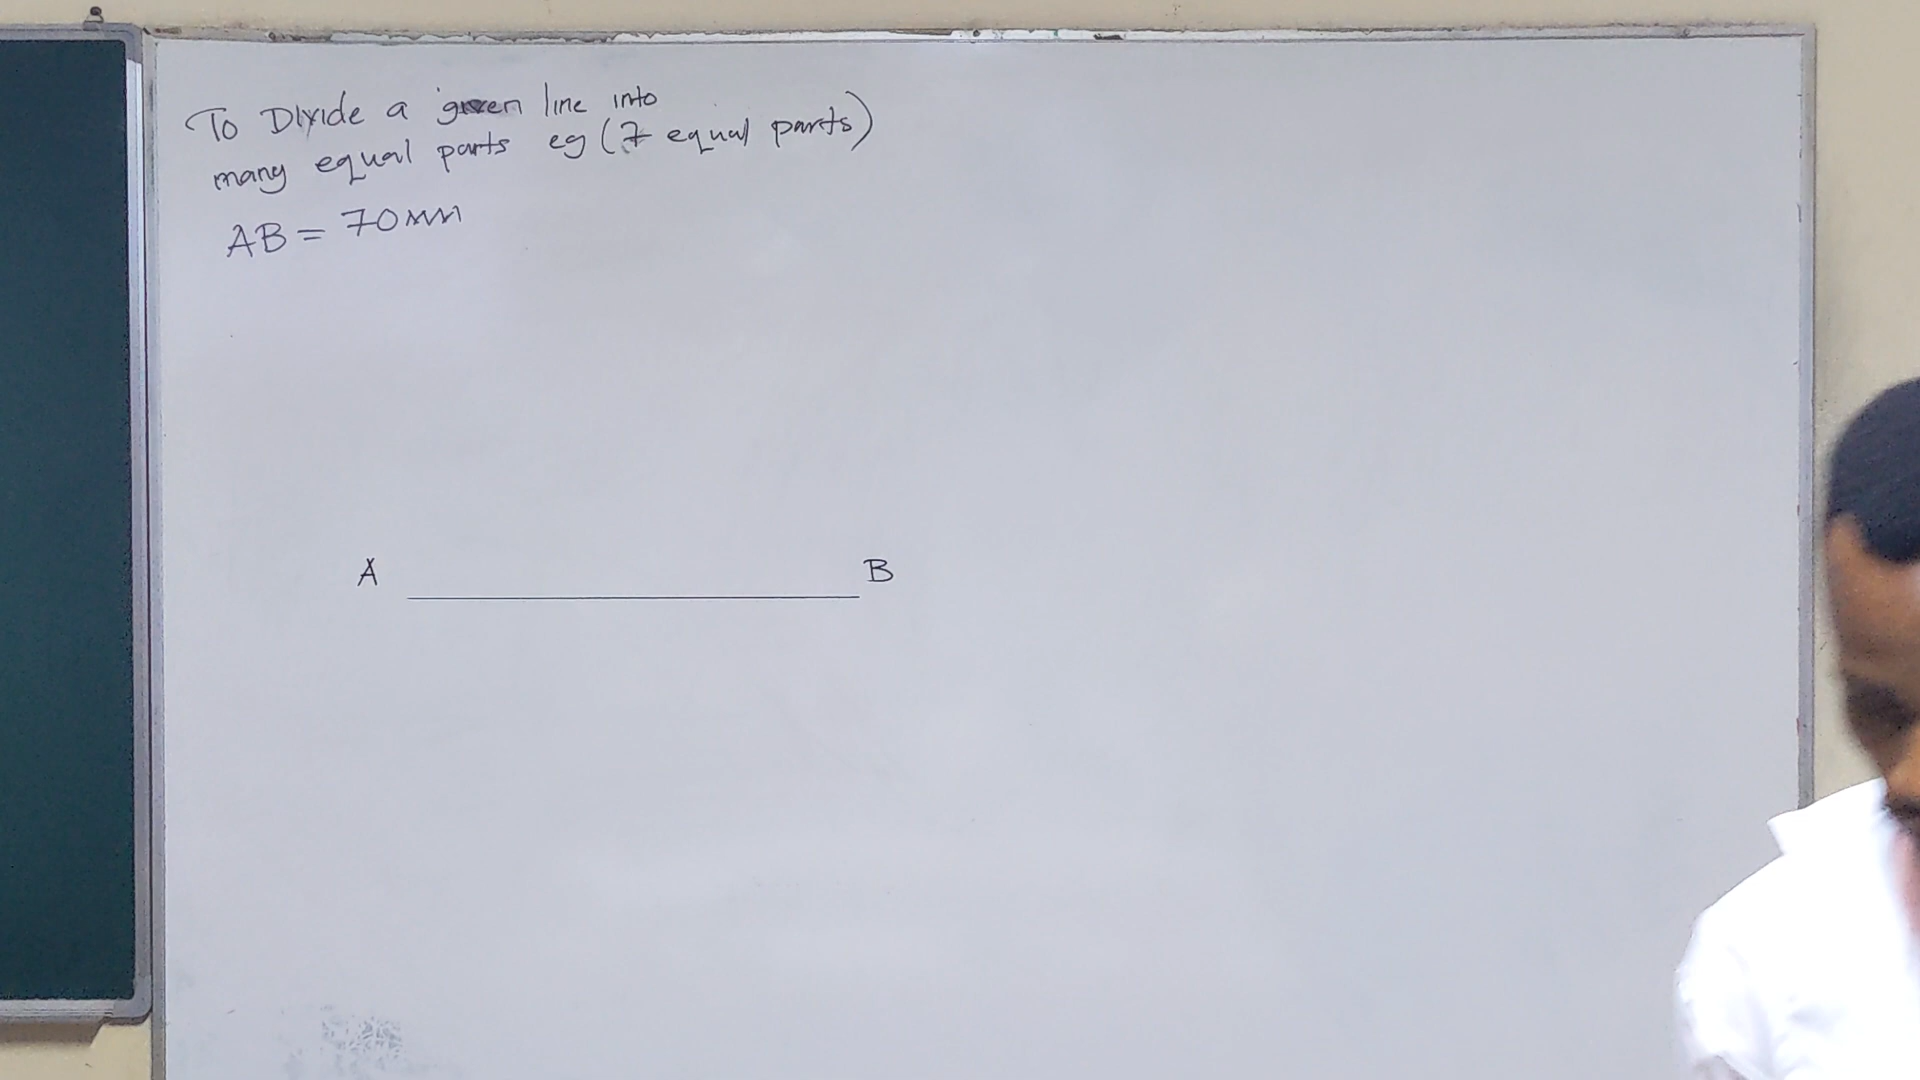 To Divide a given line into
many equal parts eg (7 equal parts)
AB = 70mm
A B